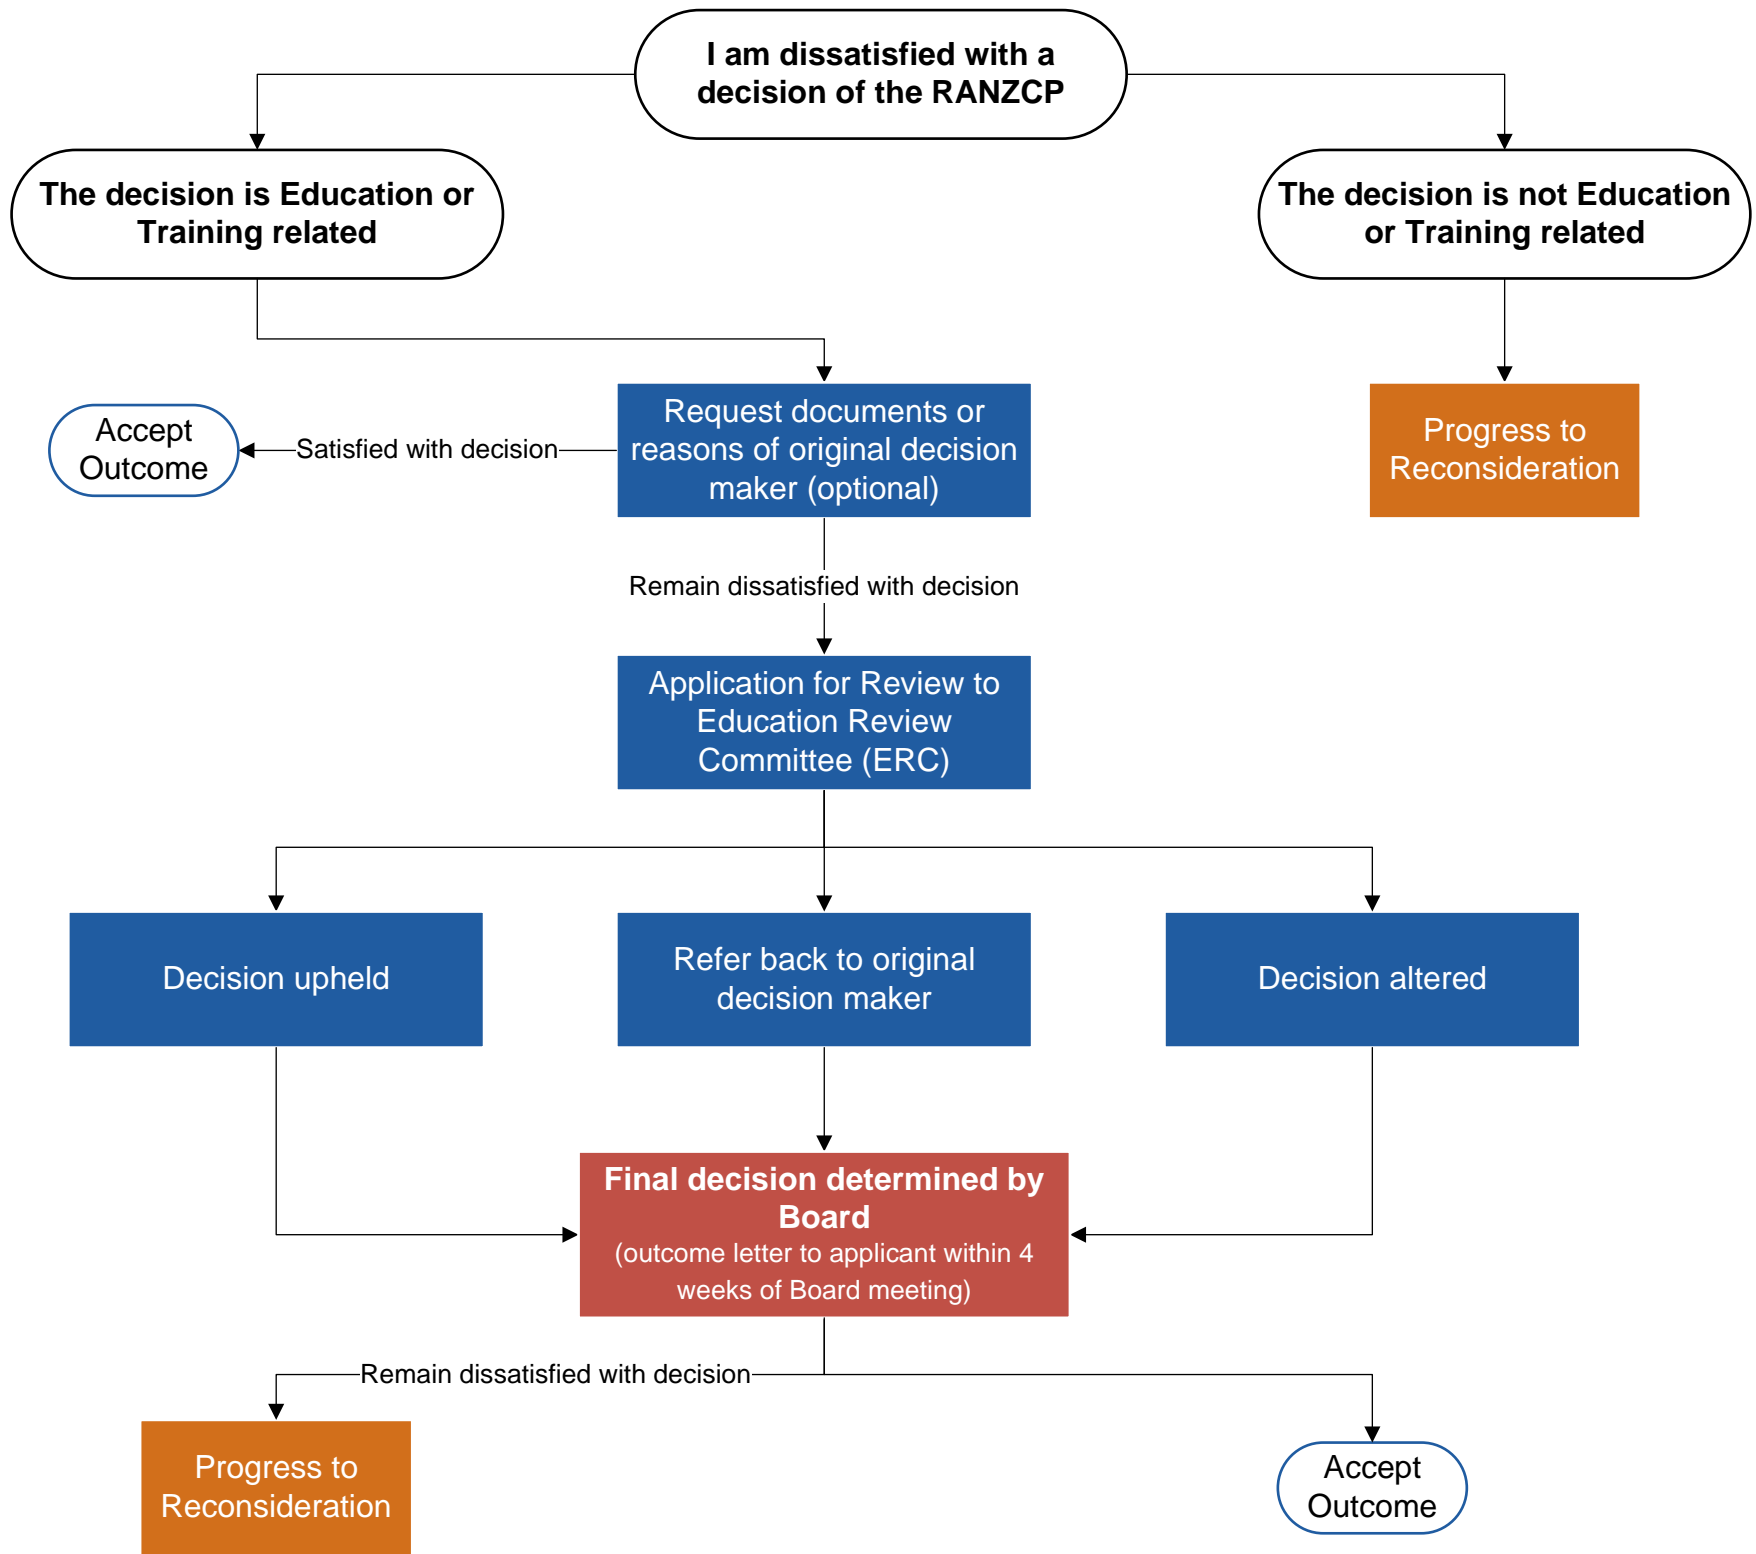 I am dissatisfied with a
decision of the RANZCP
The decision is Education or
Training related
The decision is not Education
or Training related
Accept
Outcome
Satisfied with decision
Request documents or
reasons of original decision
maker (optional)
Progress to
Reconsideration
Remain dissatisfied with decision
Application for Review to
Education Review
Committee (ERC)
Decision upheld
Refer back to original
decision maker
Decision altered
Final decision determined by
Board
(outcome letter to applicant within 4
weeks of Board meeting)
Remain dissatisfied with decision
Progress to
Reconsideration
Accept
Outcome